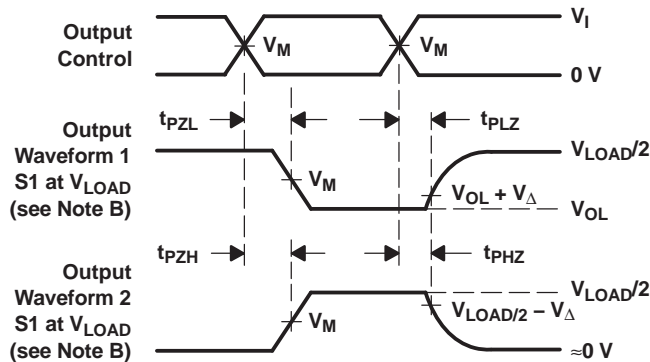 Output
Control
V_M
V_M
V_I
0 V
t_PZL
t_PLZ
Output
Waveform 1
S1 at V_LOAD
(see Note B)
V_M
V_OL + V_Δ
V_LOAD/2
V_OL
t_PZH
t_PHZ
Output
Waveform 2
S1 at V_LOAD
(see Note B)
V_M
V_LOAD/2 − V_Δ
V_LOAD/2
≈0 V